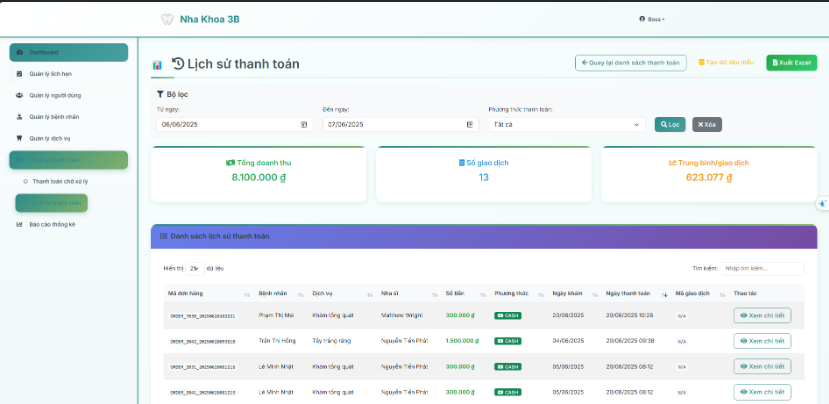 Nha Khoa 3B
Boss
Dashboard
Quản lý lịch hẹn
Quản lý người dùng
Quản lý bệnh nhân
Quản lý dịch vụ
Thanh toán chờ xử lý
Báo cáo thống kê
Lịch sử thanh toán
Quay lại danh sách thanh toán
Tạo dữ liệu mẫu
Xuất Excel
Bộ lọc
Từ ngày:
Đến ngày:
Phương thức thanh toán:
08/06/2025
07/06/2025
Tất cả
Lọc
Xóa
Tổng doanh thu
8.100.000 ₫
Số giao dịch
13
Trung bình/giao dịch
623.077 ₫
Danh sách lịch sử thanh toán
Hiển thị 25 dữ liệu
Tìm kiếm: Nhập tìm kiếm...
Mã đơn hàng Bệnh nhân Dịch vụ Nha sĩ Số tiền Phương thức Ngày khám Ngày thanh toán Mã giao dịch Thao tác
Phạm Thị Mai Khám tổng quát Matthew Wright 300.000 ₫ CASH 20/08/2025 20/06/2025 10:28 N/A Xem chi tiết
Trần Thị Hồng Tẩy trắng răng Nguyễn Tiến Phát 1.500.000 ₫ CASH 04/06/2025 20/06/2025 09:38 N/A Xem chi tiết
Lê Minh Nhật Khám tổng quát Nguyễn Tiến Phát 300.000 ₫ CASH 05/06/2025 20/06/2025 08:12 N/A Xem chi tiết
Lê Minh Nhật Khám tổng quát Nguyễn Tiến Phát 300.000 ₫ CASH 05/06/2025 20/06/2025 08:12 N/A Xem chi tiết